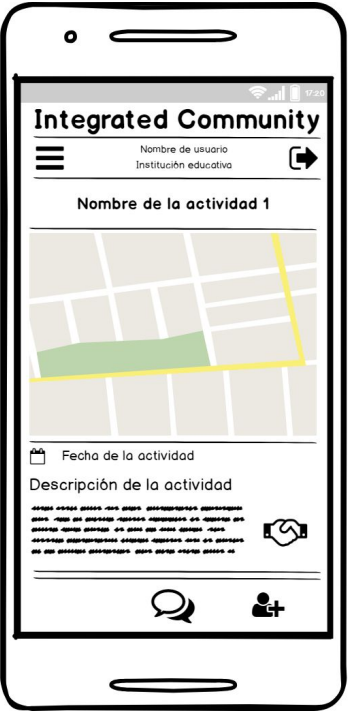 17:20
Integrated Community
Nombre de usuario
Institución educativa
Nombre de la actividad 1
Fecha de la actividad
Descripción de la actividad